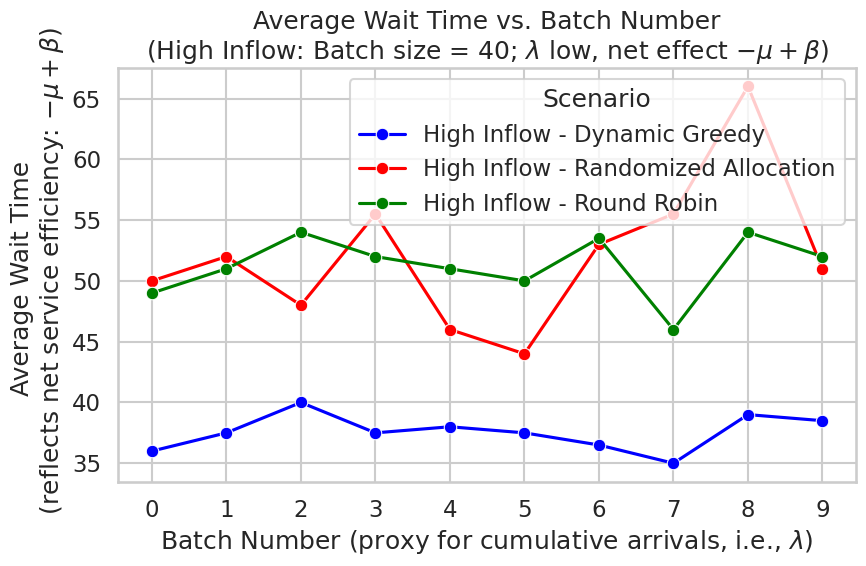 Average Wait Time vs. Batch Number
(High Inflow: Batch size = 40; λ low, net effect −μ + β)
Average Wait Time
(reflects net service efficiency: −μ + β)
65
60
55
50
45
40
35
Scenario
High Inflow - Dynamic Greedy
High Inflow - Randomized Allocation
High Inflow - Round Robin
0 1 2 3 4 5 6 7 8 9
Batch Number (proxy for cumulative arrivals, i.e., λ)